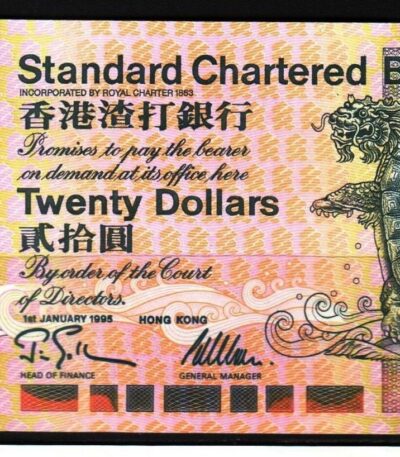 Standard Chartered B
INCORPORATED BY ROYAL CHARTER 1853
香港渣打銀行
Promises to pay the bearer
on demand at its office here
Twenty Dollars
貳拾圓
By order of the Court
of Directors.
1st JANUARY 1995 HONG KONG
HEAD OF FINANCE GENERAL MANAGER